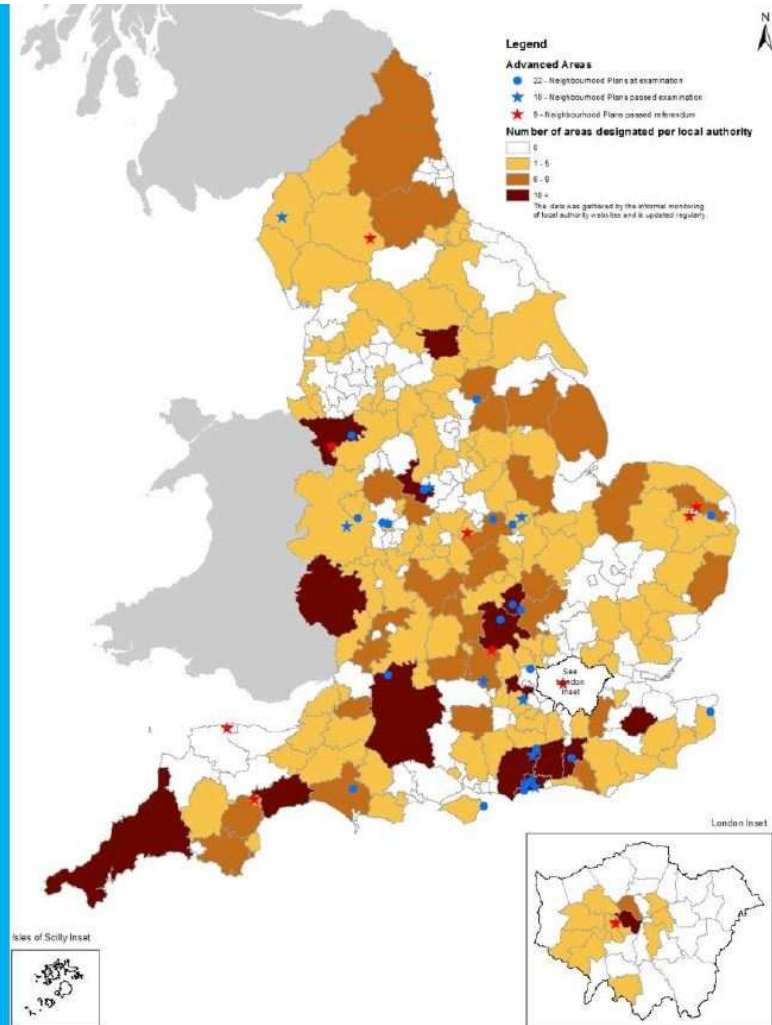 N
Legend
Advanced Areas
22 - Neighbourhood Plans at examination
10 - Neighbourhood Plans passed examination
9 - Neighbourhood Plans passed referendum
Number of areas designated per local authority
0
1 - 5
6 - 9
10 +
The data was gathered by the informal monitoring
of local authority websites and is updated regularly.
See
London
Inset
London Inset
Isles of Scilly Inset